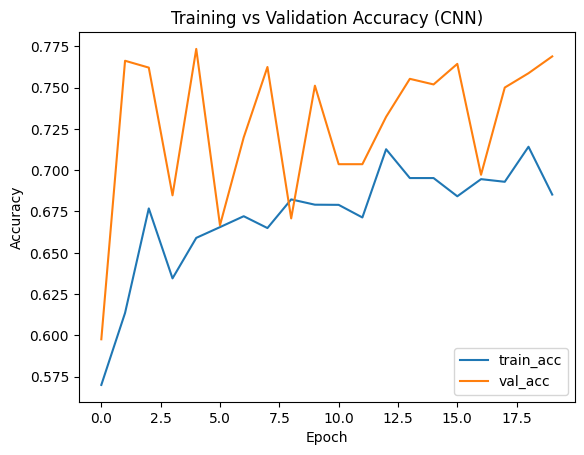 Training vs Validation Accuracy (CNN)
0.775
0.750
0.725
0.700
0.675
0.650
0.625
0.600
0.575
Accuracy
0.0 2.5 5.0 7.5 10.0 12.5 15.0 17.5
Epoch
train_acc
val_acc